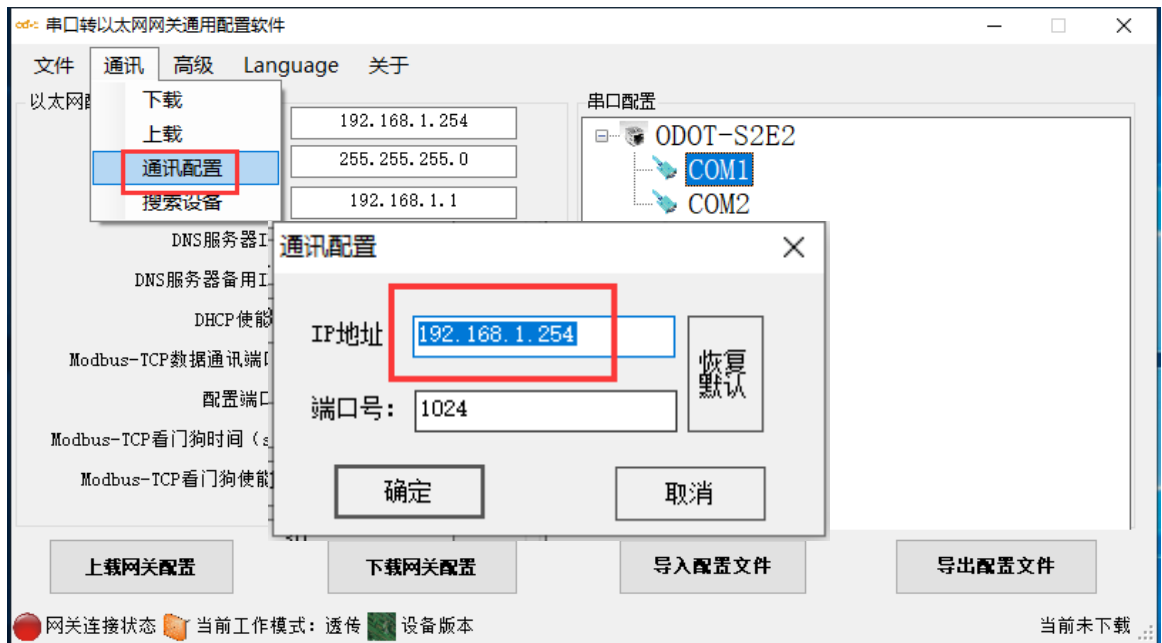 串口转以太网网关通用配置软件
文件 通讯 高级 Language 关于
下载
上载
通讯配置
搜索设备
以太网
192.168.1.254
255.255.255.0
192.168.1.1
DNS服务器I
DNS服务器备用I
DHCP使能
Modbus-TCP数据通讯端
配置端
Modbus-TCP看门狗时间（s
Modbus-TCP看门狗使能
串口配置
ODOT-S2E2
COM1
COM2
通讯配置
IP地址
192.168.1.254
端口号：
1024
恢复
默认
确定
取消
上载网关配置
下载网关配置
导入配置文件
导出配置文件
网关连接状态
当前工作模式：透传
设备版本
当前未下载